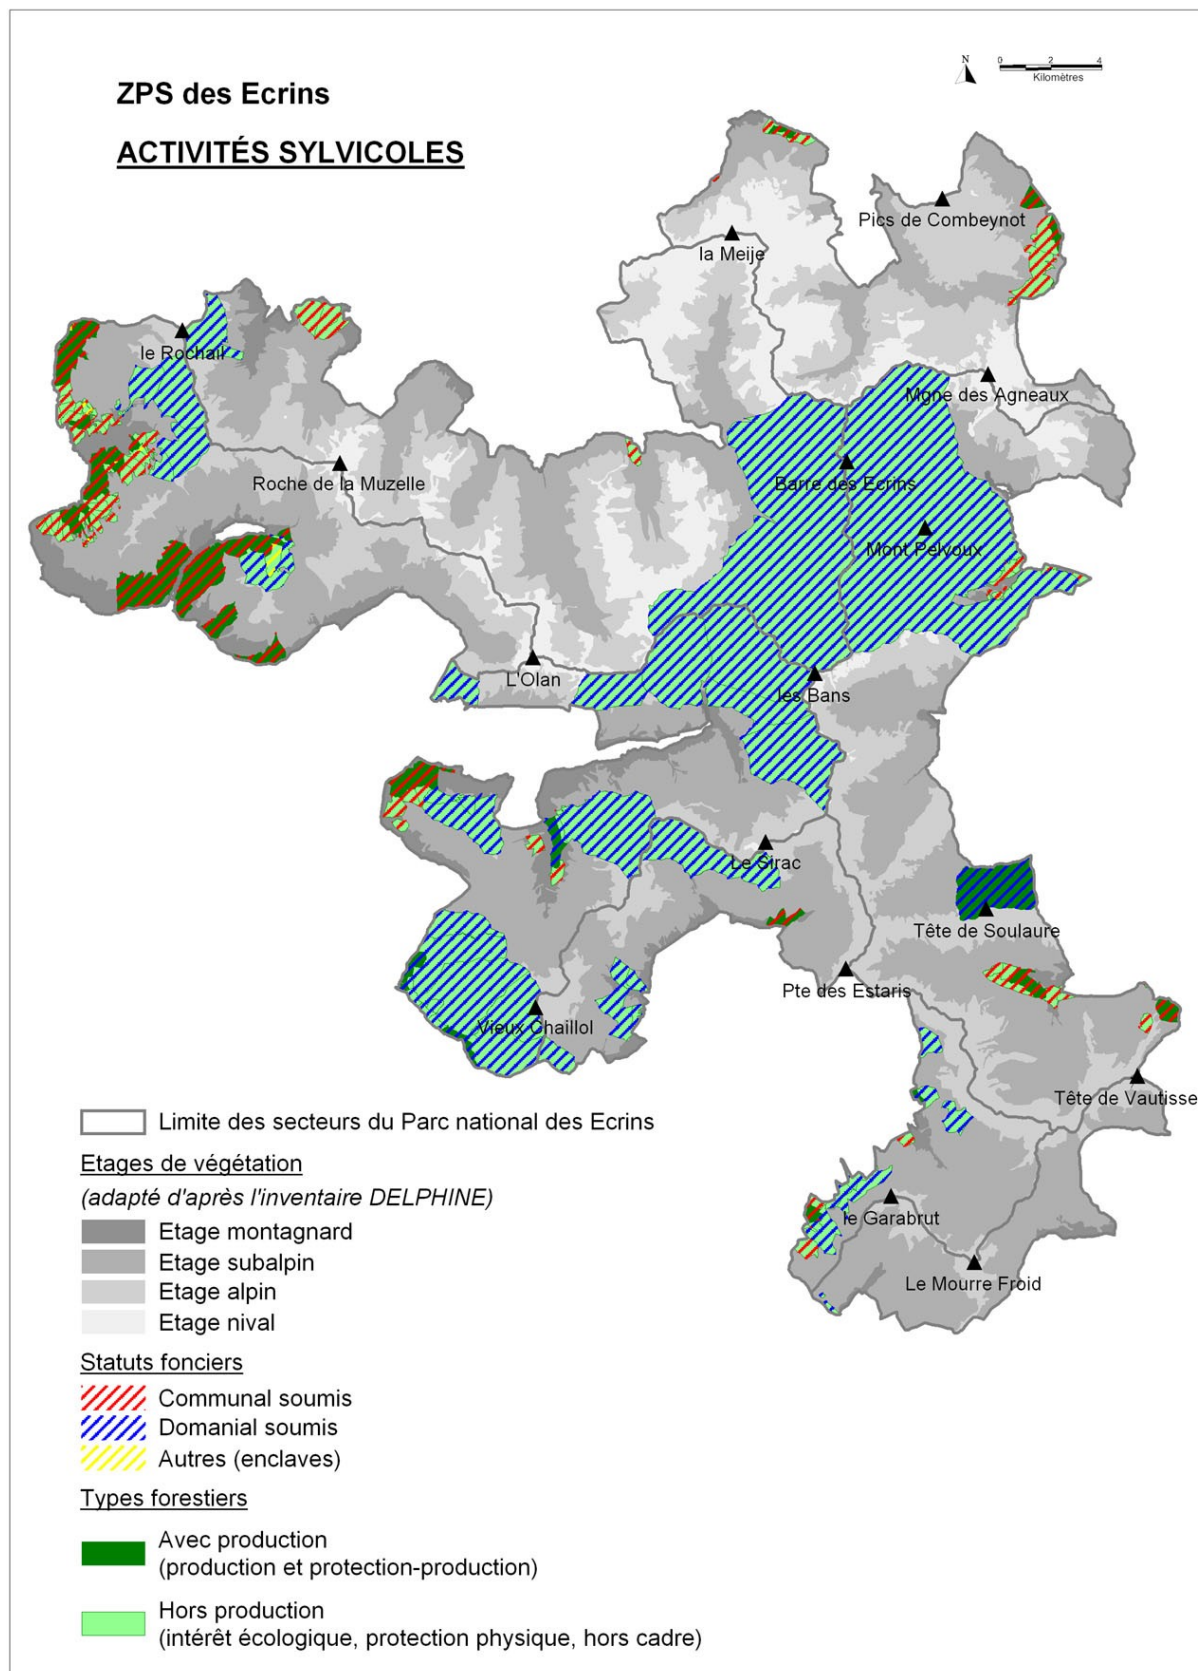 N
0 2 4
Kilomètres
ZPS des Ecrins
ACTIVITÉS SYLVICOLES
Pics de Combeynot
la Meije
le Rochail
Mgne des Agneaux
Roche de la Muzelle
Barre des Ecrins
Mont Pelvoux
L'Olan
les Bans
Le Sirac
Tête de Soulaure
Pte des Estaris
Vieux Chaillol
Tête de Vautisse
le Garabrut
Le Mourre Froid
Limite des secteurs du Parc national des Ecrins
Etages de végétation
(adapté d'après l'inventaire DELPHINE)
Etage montagnard
Etage subalpin
Etage alpin
Etage nival
Statuts fonciers
Communal soumis
Domanial soumis
Autres (enclaves)
Types forestiers
Avec production
(production et protection-production)
Hors production
(intérêt écologique, protection physique, hors cadre)